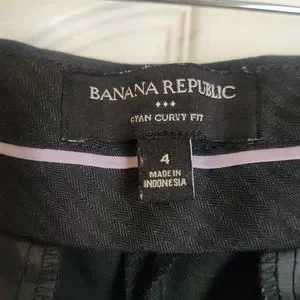 BANANA REPUBLIC
RYAN CURVY FIT
4
MADE IN
INDONESIA